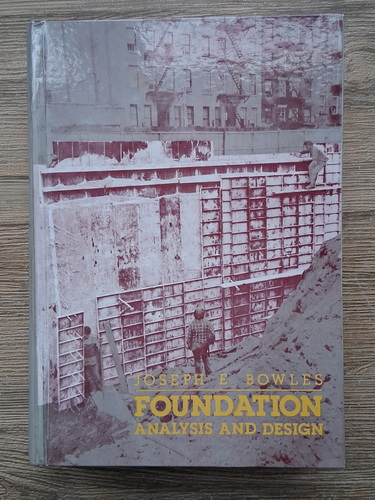 JOSEPH E. BOWLES
FOUNDATION
ANALYSIS AND DESIGN